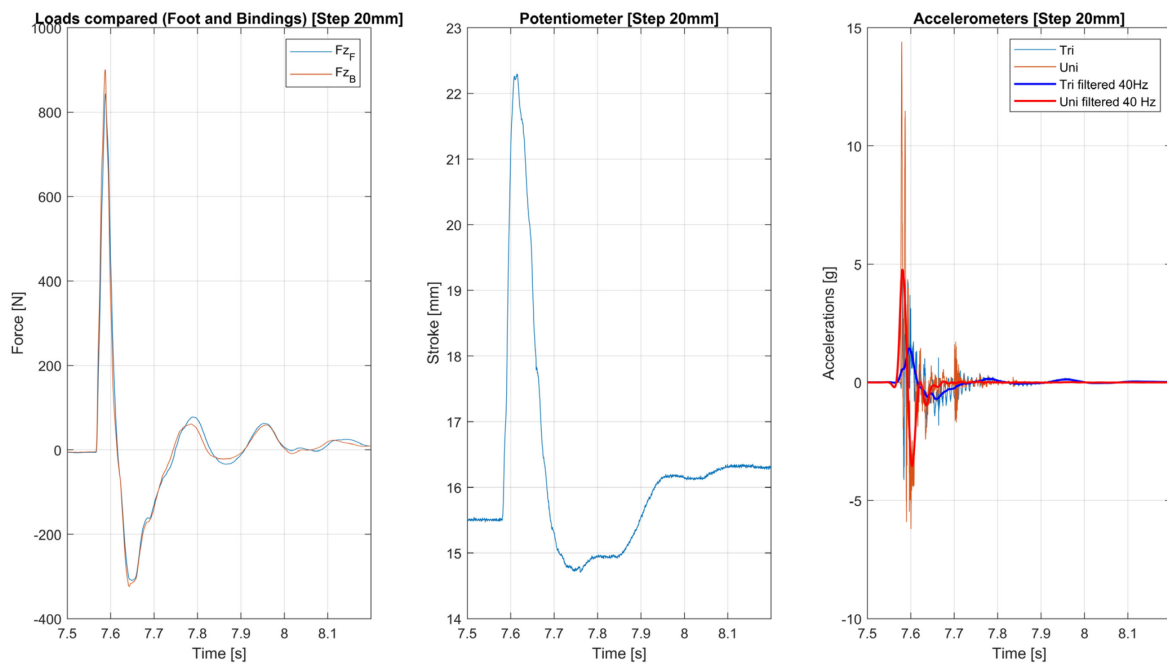 Loads compared (Foot and Bindings) [Step 20mm]
1000
800
600
400
200
0
-200
-400
Force [N]
7.5 7.6 7.7 7.8 7.9 8 8.1
Time [s]
Fz_F
Fz_B
Potentiometer [Step 20mm]
23
22
21
20
19
18
17
16
15
14
Stroke [mm]
7.5 7.6 7.7 7.8 7.9 8 8.1
Time [s]
Accelerometers [Step 20mm]
15
10
5
0
-5
-10
Accelerations [g]
7.5 7.6 7.7 7.8 7.9 8 8.1
Time [s]
Tri
Uni
Tri filtered 40Hz
Uni filtered 40 Hz